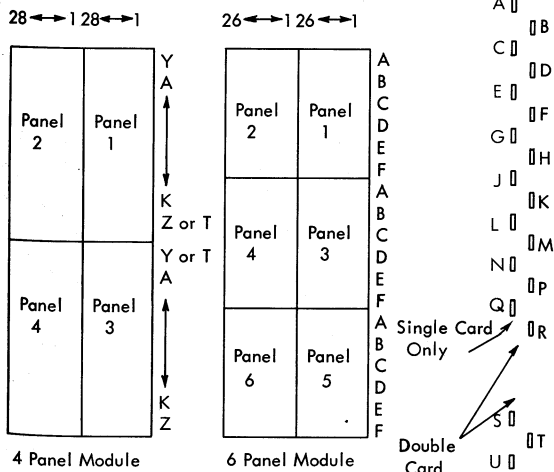 28 ↔ 1 28 ↔ 1
Panel 2
Panel 1
Panel 4
Panel 3
Y
A
K
Z or T
Y or T
A
K
Z
4 Panel Module
26 ↔ 1 26 ↔ 1
Panel 2
Panel 1
Panel 4
Panel 3
Panel 6
Panel 5
A
B
C
D
E
F
A
B
C
D
E
F
A
B
C
D
E
F
6 Panel Module
A
B
C
D
E
F
G
H
J
K
L
M
N
P
Q
R
Single Card
Only
S
T
U
Double
Card